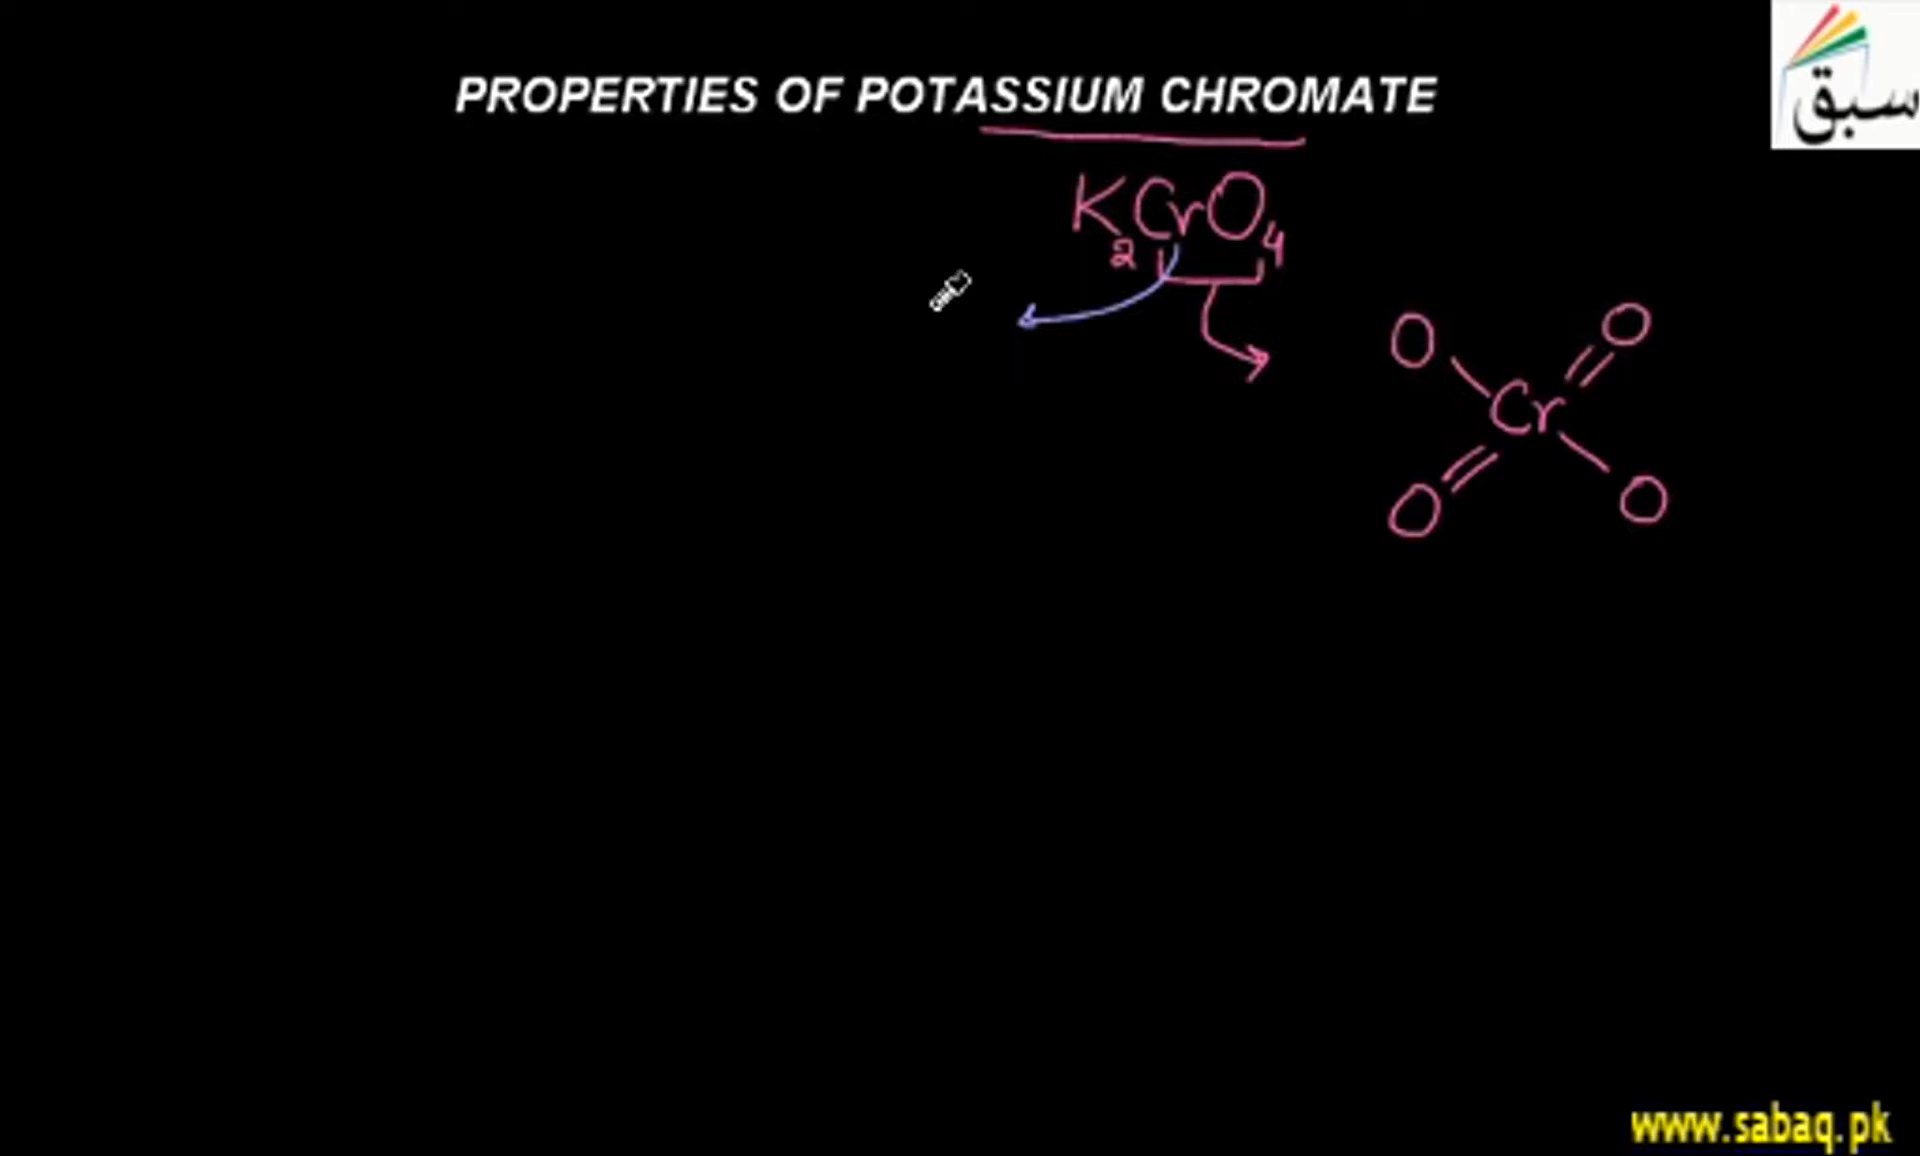 PROPERTIES OF POTASSIUM CHROMATE
سبق
K₂CrO₄
O O
Cr
O O
www.sabaq.pk